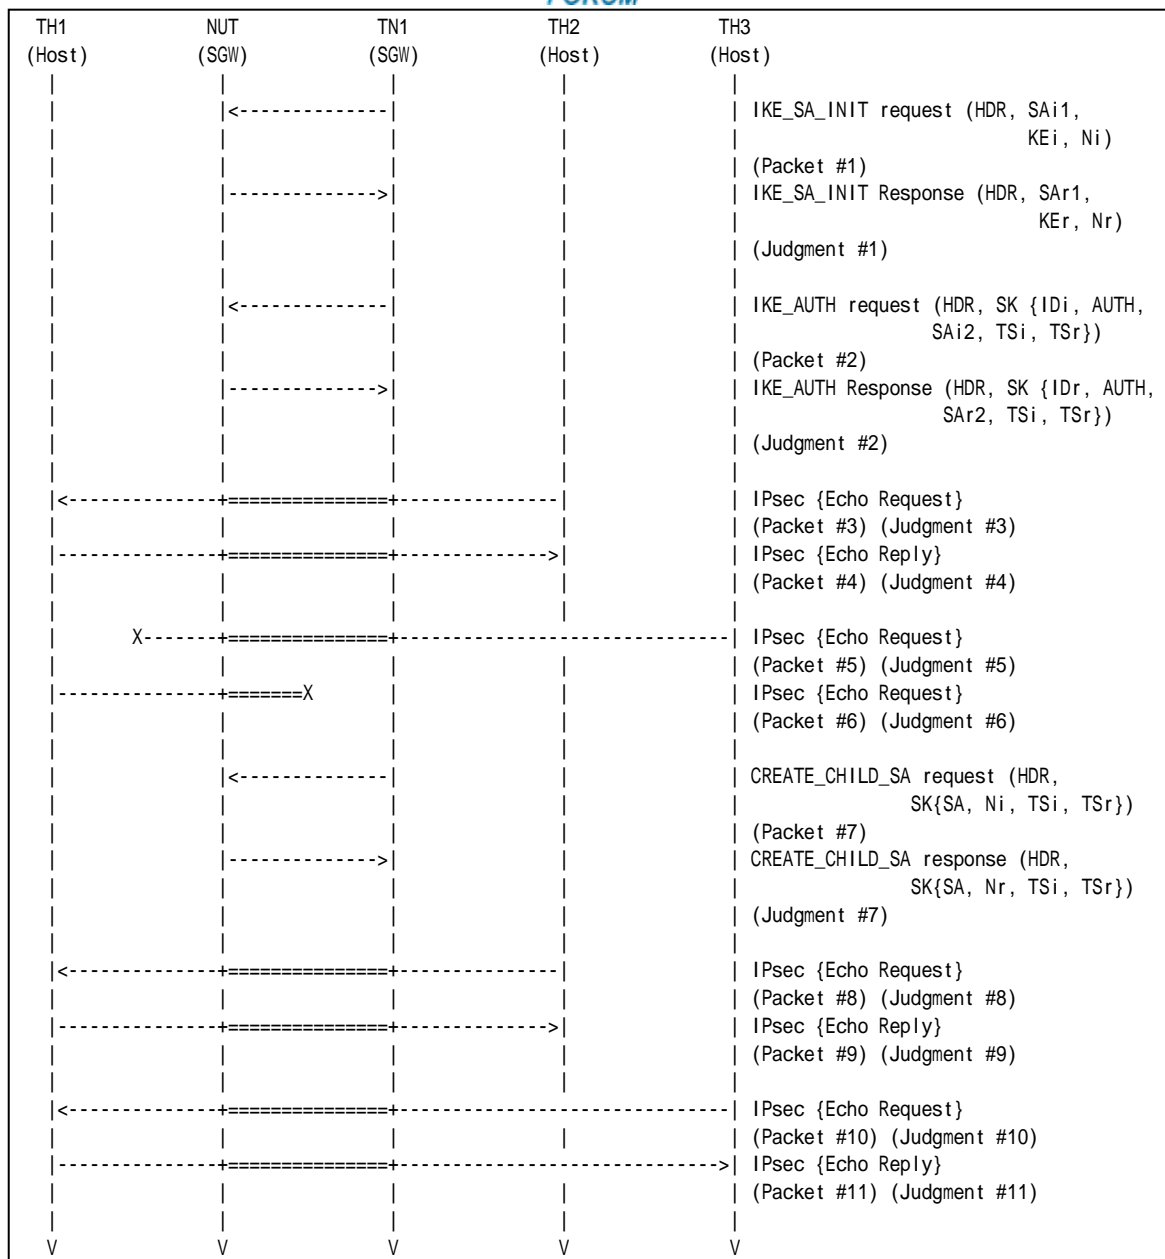 FORUM
TH1 NUT TN1 TH2 TH3
(Host) (SGW) (SGW) (Host) (Host)
| | | | |
| |<--------------| | | IKE_SA_INIT request (HDR, SAi1,
| | | | | KEi, Ni)
| | | | | (Packet #1)
| |-------------->| | | IKE_SA_INIT Response (HDR, SAr1,
| | | | | KEr, Nr)
| | | | | (Judgment #1)
| | | | |
| |<--------------| | | IKE_AUTH request (HDR, SK {IDi, AUTH,
| | | | | SAi2, TSi, TSr})
| | | | | (Packet #2)
| |-------------->| | | IKE_AUTH Response (HDR, SK {IDr, AUTH,
| | | | | SAr2, TSi, TSr})
| | | | | (Judgment #2)
| | | | |
|<--------------+===============+--------------| | IPsec {Echo Request}
| | | | | (Packet #3) (Judgment #3)
|---------------+===============+------------->| | IPsec {Echo Reply}
| | | | | (Packet #4) (Judgment #4)
| | | | |
| X-------+===============+------------------------------| IPsec {Echo Request}
| | | | | (Packet #5) (Judgment #5)
|---------------+=======X | | | IPsec {Echo Request}
| | | | | (Packet #6) (Judgment #6)
| | | | |
| |<--------------| | | CREATE_CHILD_SA request (HDR,
| | | | | SK{SA, Ni, TSi, TSr})
| | | | | (Packet #7)
| |-------------->| | | CREATE_CHILD_SA response (HDR,
| | | | | SK{SA, Nr, TSi, TSr})
| | | | | (Judgment #7)
| | | | |
|<--------------+===============+--------------| | IPsec {Echo Request}
| | | | | (Packet #8) (Judgment #8)
|---------------+===============+------------->| | IPsec {Echo Reply}
| | | | | (Packet #9) (Judgment #9)
| | | | |
|<--------------+===============+------------------------------| IPsec {Echo Request}
| | | | | (Packet #10) (Judgment #10)
|---------------+===============+----------------------------->| IPsec {Echo Reply}
| | | | | (Packet #11) (Judgment #11)
| | | | |
V V V V V